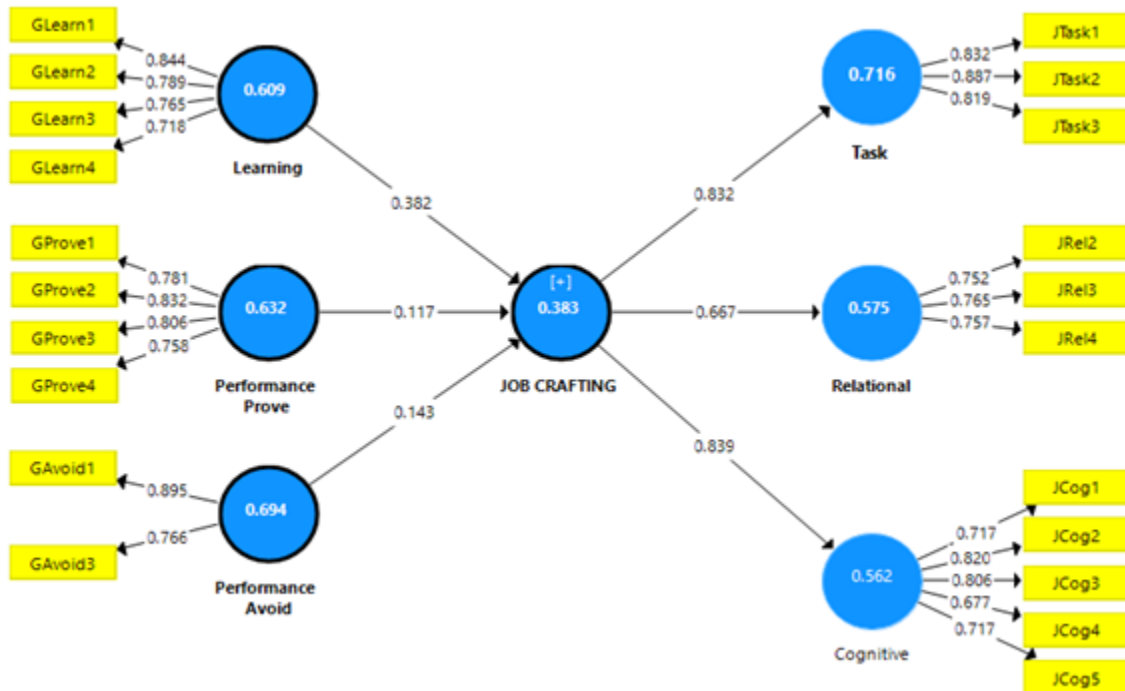 GLearn1
GLearn2
GLearn3
GLearn4
0.844
0.789
0.765
0.718
0.609
Learning
0.382
GProve1
GProve2
GProve3
GProve4
0.781
0.832
0.806
0.758
0.632
Performance
Prove
0.117
GAvoid1
GAvoid3
0.895
0.766
0.694
Performance
Avoid
0.143
[+]
0.383
JOB CRAFTING
0.832
0.667
0.839
0.716
Task
0.832
0.887
0.819
JTask1
JTask2
JTask3
0.575
Relational
0.752
0.765
0.757
JRel2
JRel3
JRel4
0.562
Cognitive
0.717
0.820
0.806
0.677
0.717
JCog1
JCog2
JCog3
JCog4
JCog5